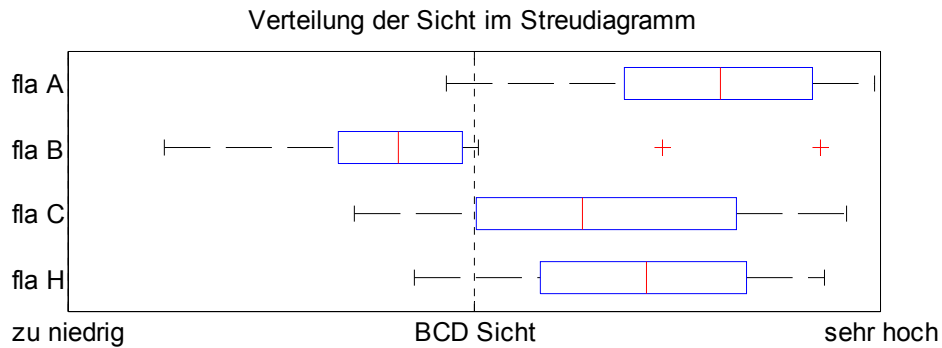 Verteilung der Sicht im Streudiagramm
fla A
fla B
fla C
fla H
zu niedrig BCD Sicht sehr hoch